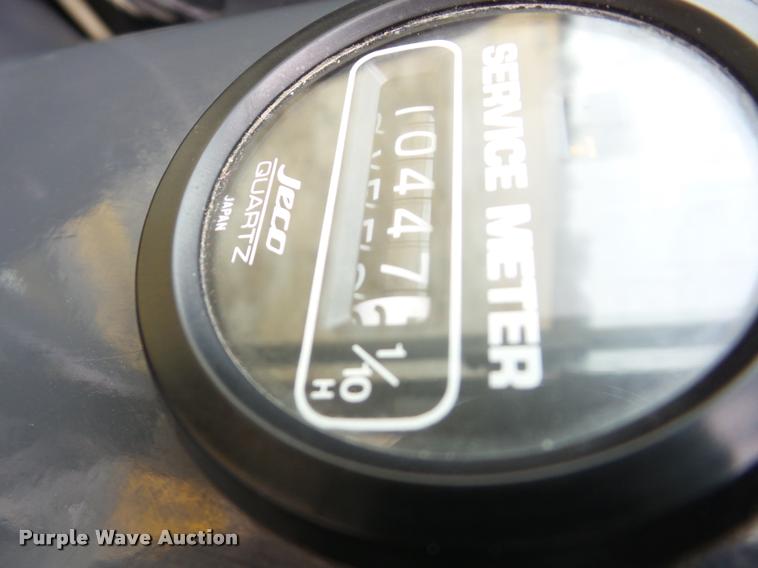 SERVICE METER
10447
1/10
H
Jeco
QUARTZ
JAPAN
Purple Wave Auction